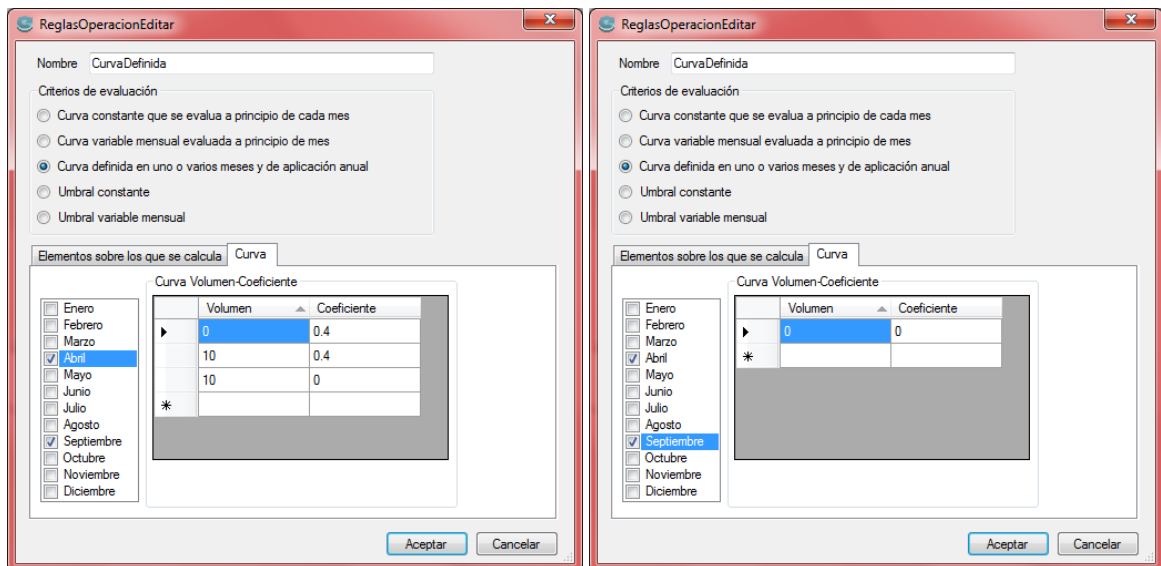 ReglasOperacionEditar
Nombre CurvaDefinida
Criterios de evaluación
Curva constante que se evalua a principio de cada mes
Curva variable mensual evaluada a principio de mes
Curva definida en uno o varios meses y de aplicación anual
Umbral constante
Umbral variable mensual
Elementos sobre los que se calcula Curva
Curva Volumen-Coeficiente
Enero
Febrero
Marzo
Abril
Mayo
Junio
Julio
Agosto
Septiembre
Octubre
Noviembre
Diciembre
Volumen Coeficiente
0 0.4
10 0.4
10 0
Aceptar Cancelar
ReglasOperacionEditar
Nombre CurvaDefinida
Criterios de evaluación
Curva constante que se evalua a principio de cada mes
Curva variable mensual evaluada a principio de mes
Curva definida en uno o varios meses y de aplicación anual
Umbral constante
Umbral variable mensual
Elementos sobre los que se calcula Curva
Curva Volumen-Coeficiente
Enero
Febrero
Marzo
Abril
Mayo
Junio
Julio
Agosto
Septiembre
Octubre
Noviembre
Diciembre
Volumen Coeficiente
0 0
Aceptar Cancelar